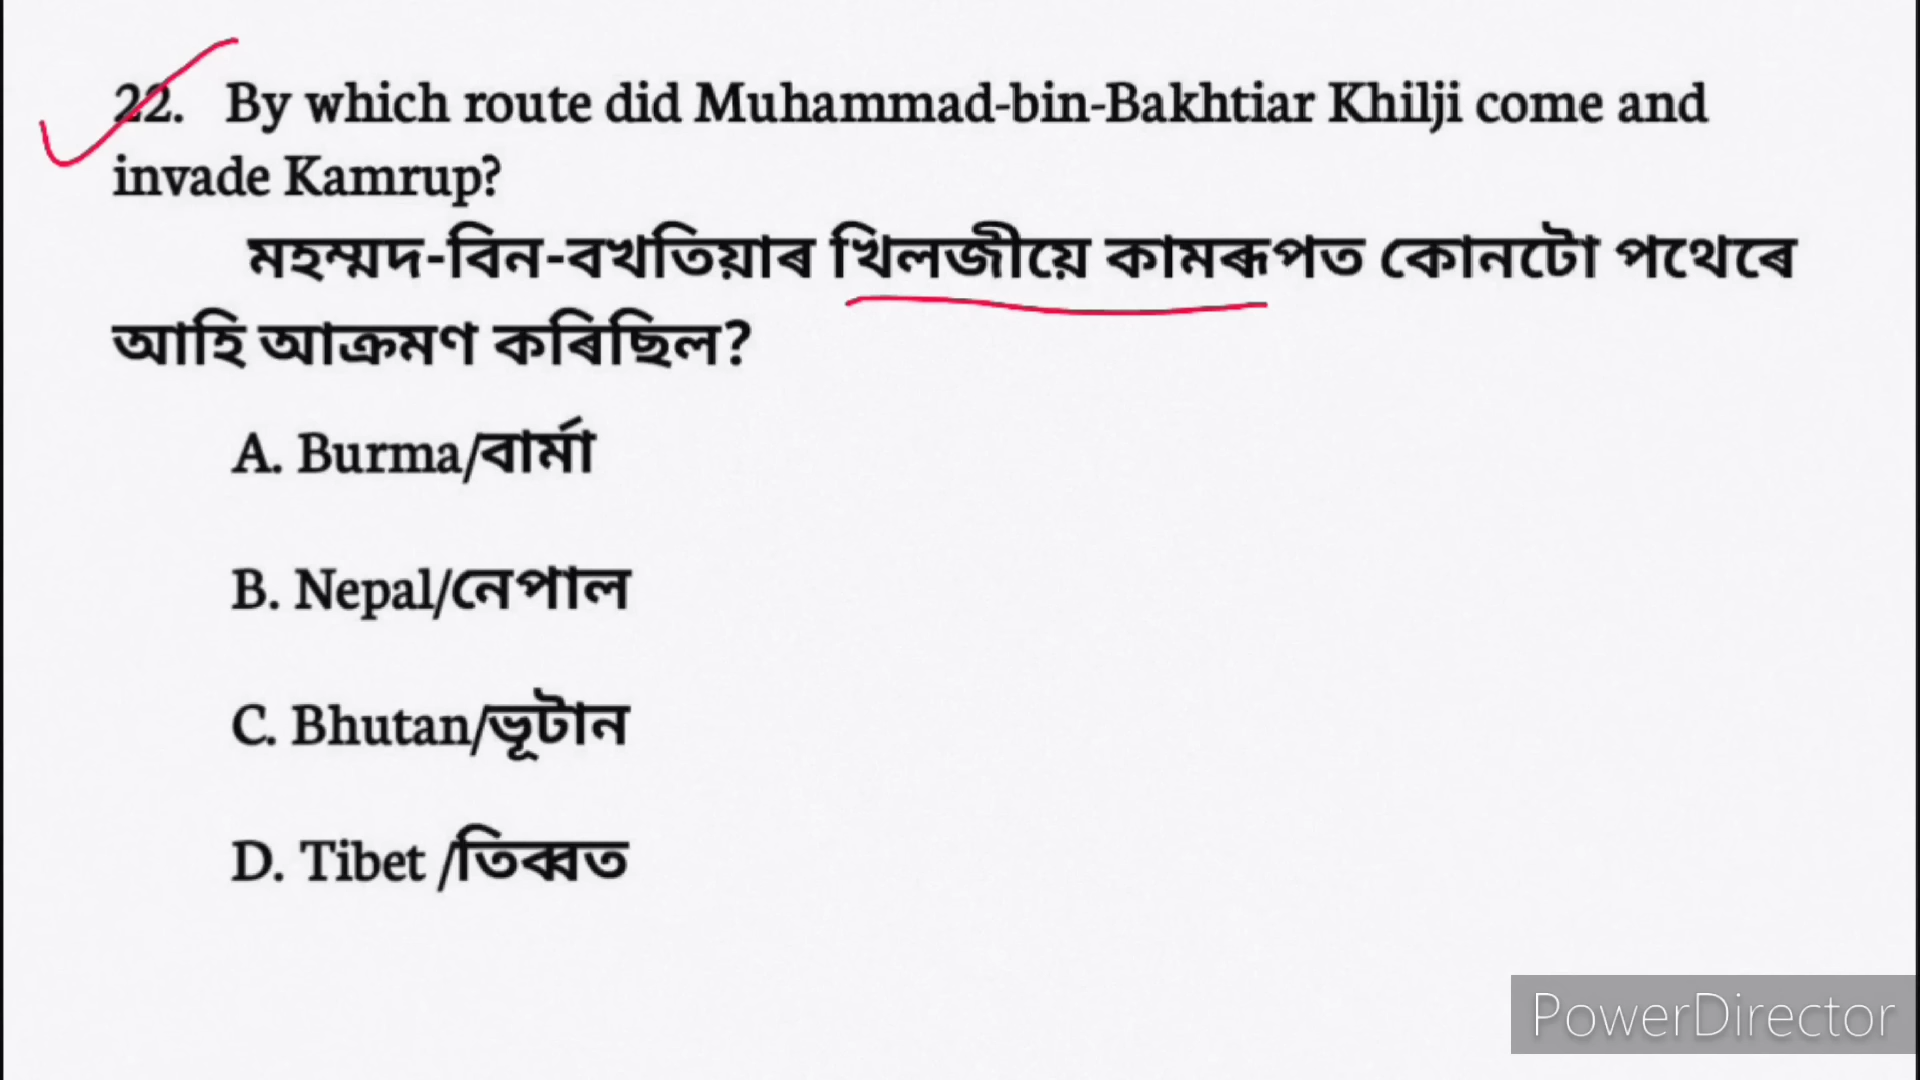 22. By which route did Muhammad-bin-Bakhtiar Khilji come and
invade Kamrup?
মহম্মদ-বিন-বখতিয়াৰ খিলজীয়ে কামৰূপত কোনটো পথেৰে
আহি আক্ৰমণ কৰিছিল?
A. Burma/বাৰ্মা
B. Nepal/নেপাল
C. Bhutan/ভূটান
D. Tibet /তিব্বত
PowerDirector